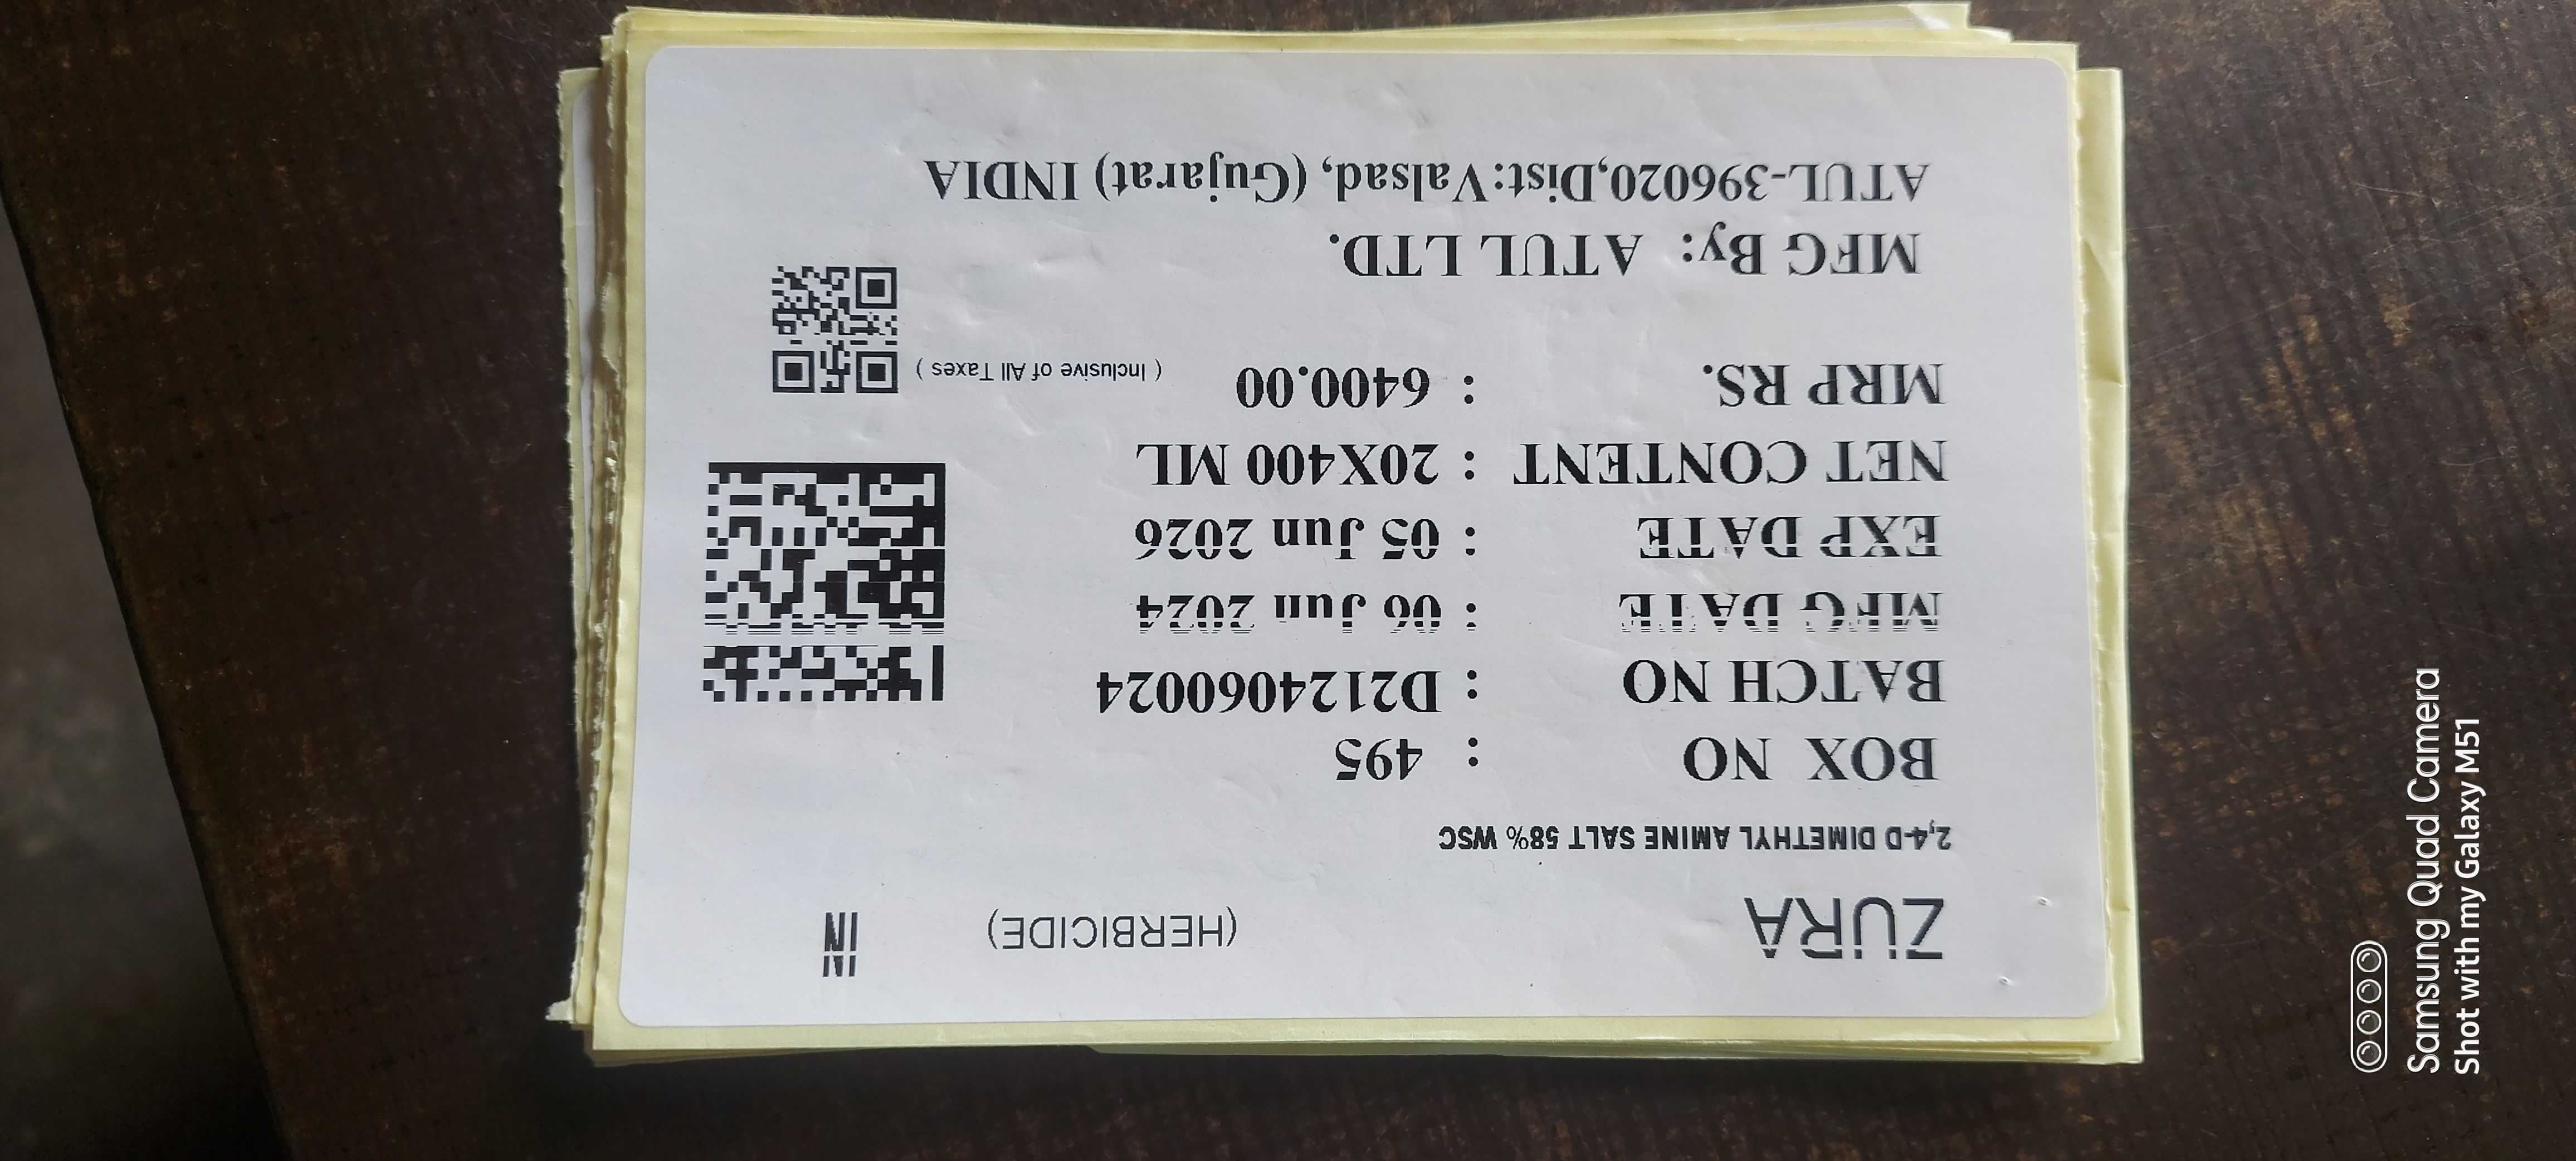 ZURA (HERBICIDE) IN
2,4-D DIMETHYL AMINE SALT 58% WSC
BOX NO : 495
BATCH NO : D2124060024
MFG DATE : 06 Jun 2024
EXP DATE : 05 Jun 2026
NET CONTENT : 20X400 ML
MRP RS. : 6400.00 ( Inclusive of All Taxes )
MFG By: ATUL LTD.
ATUL-396020,Dist:Valsad, (Gujarat) INDIA
Samsung Quad Camera
Shot with my Galaxy M51